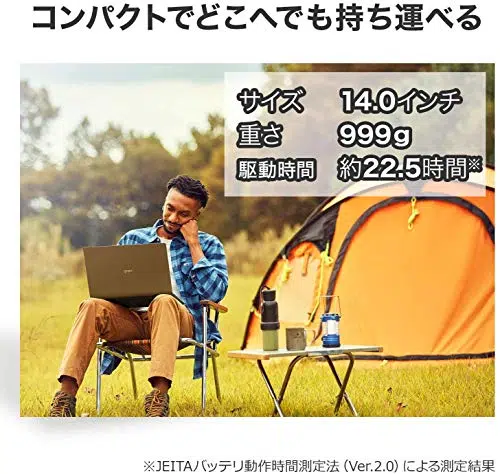 コンパクトでどこへでも持ち運べる
サイズ 14.0インチ
重さ 999g
駆動時間 約22.5時間※
※JEITAバッテリ動作時間測定法（Ver.2.0）による測定結果